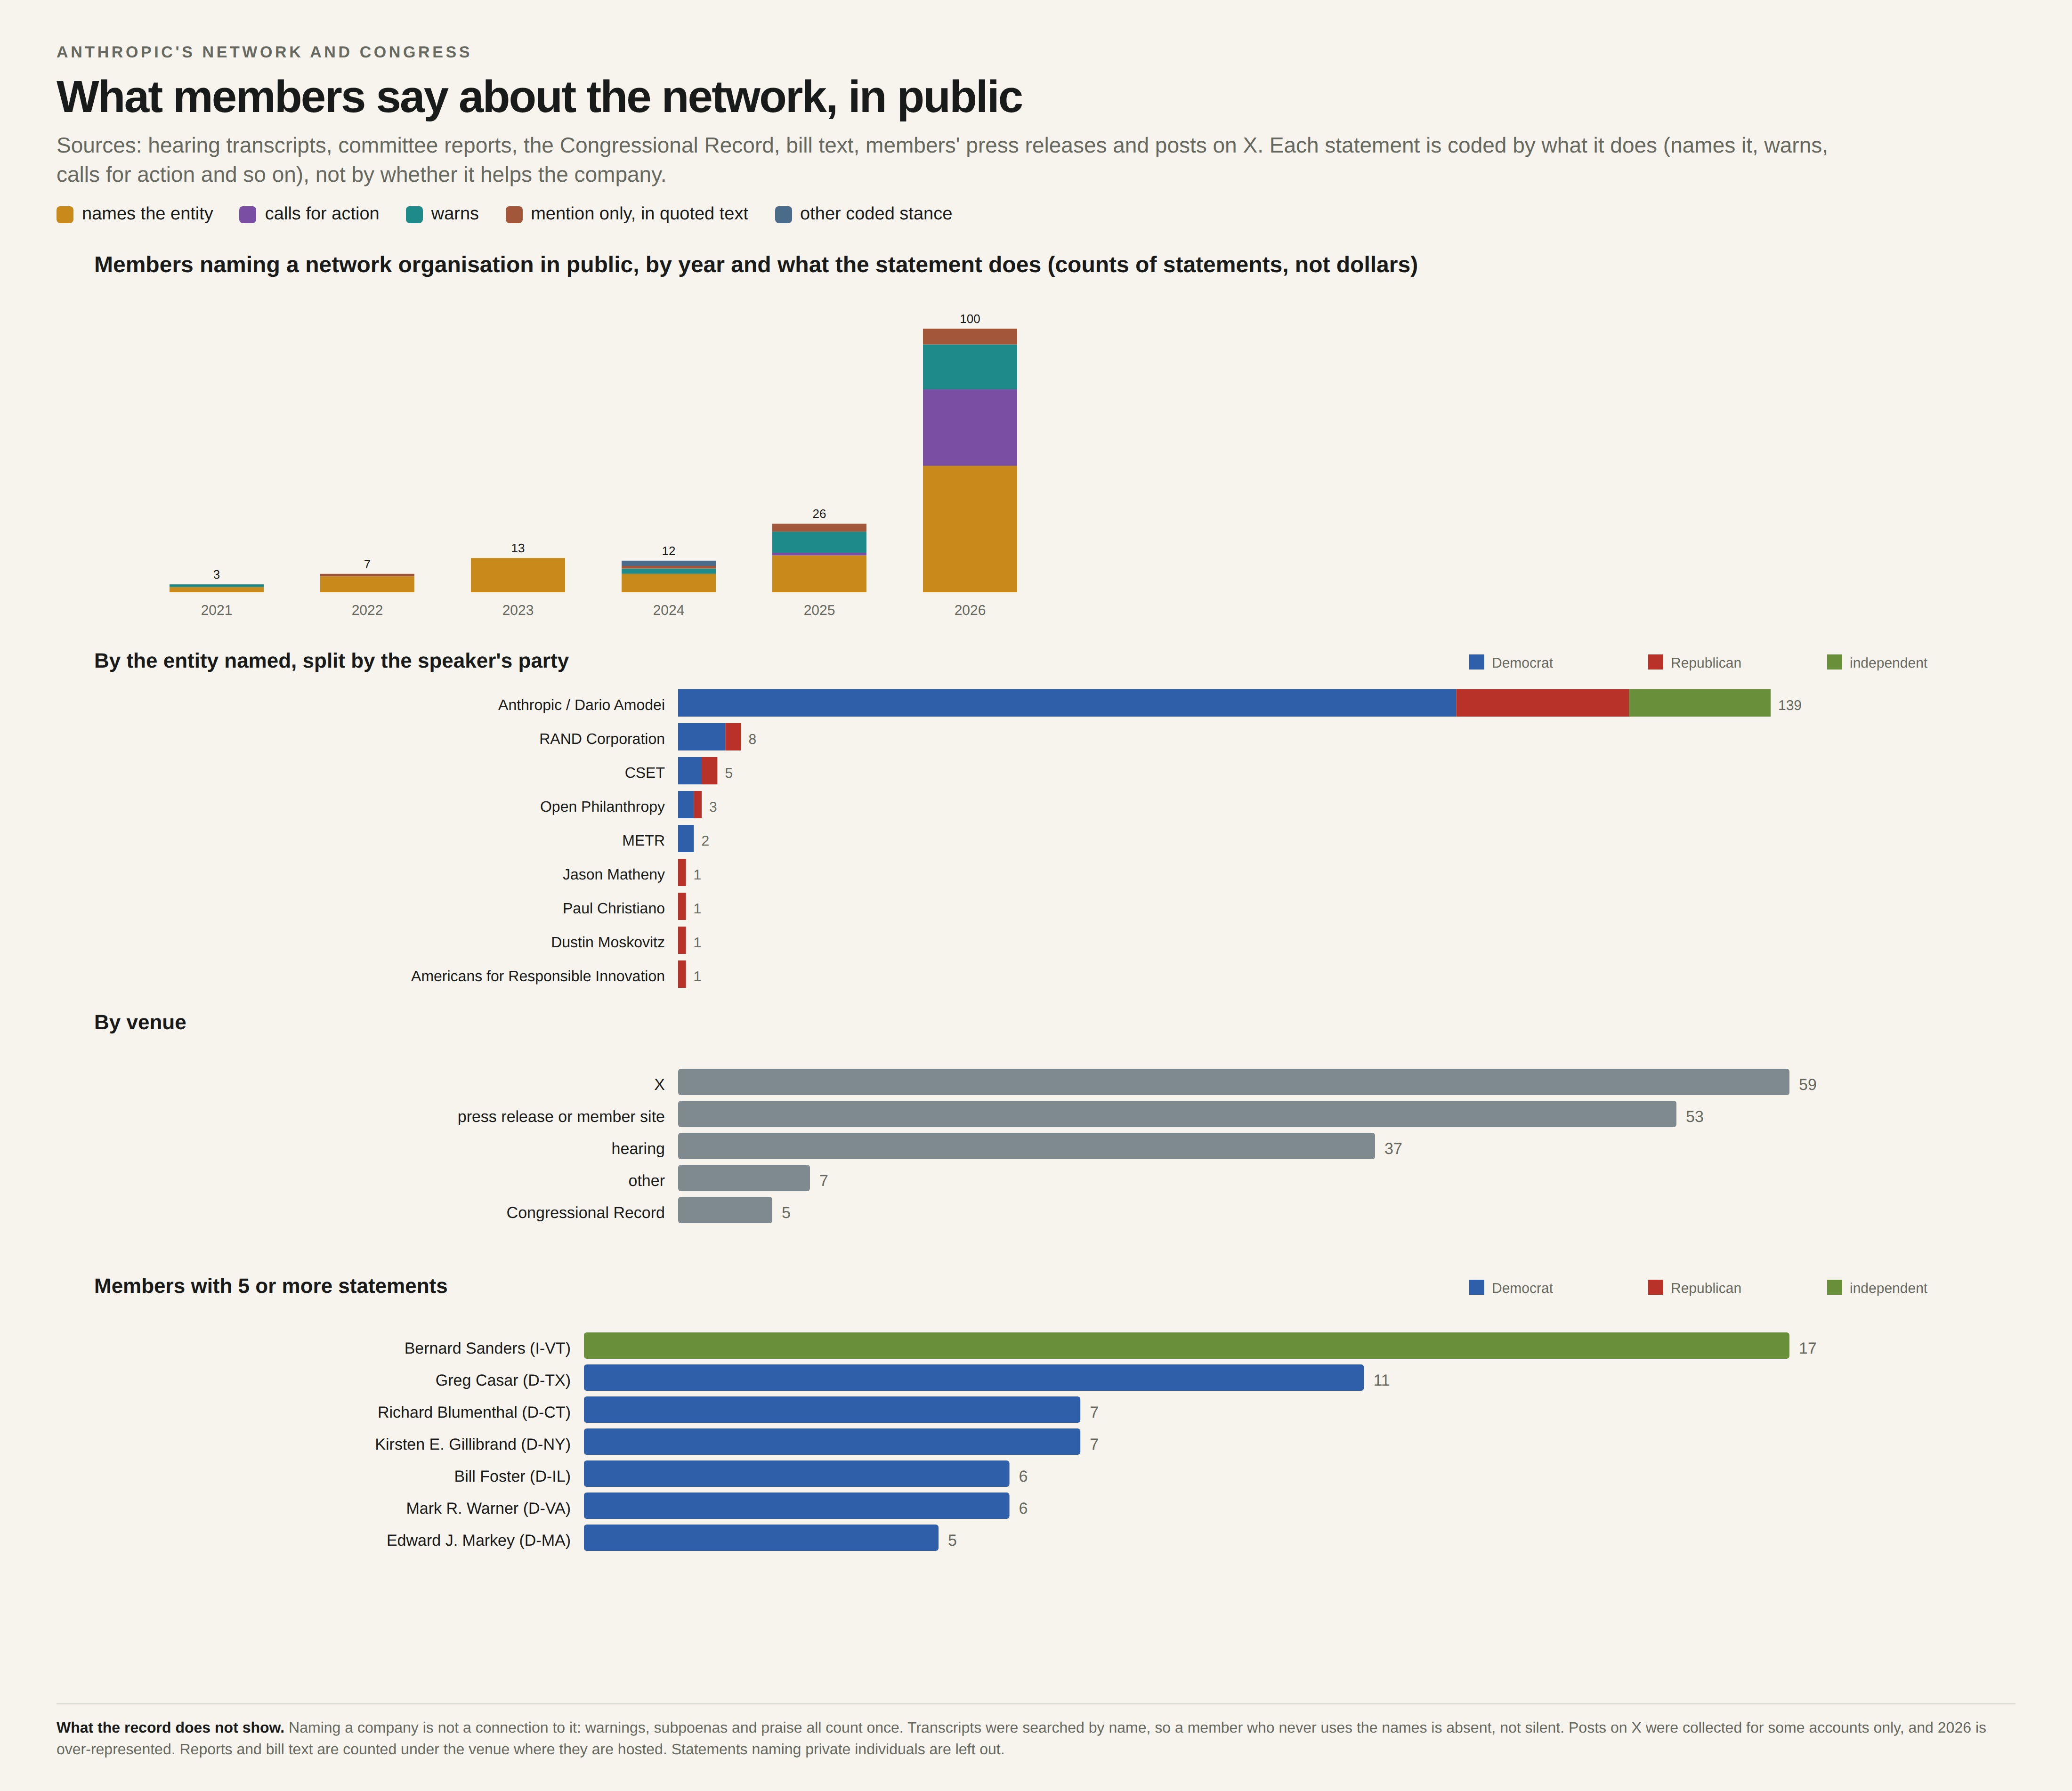 ANTHROPIC'S NETWORK AND CONGRESS
What members say about the network, in public
Sources: hearing transcripts, committee reports, the Congressional Record, bill text, members' press releases and posts on X. Each statement is coded by what it does (names it, warns,
calls for action and so on), not by whether it helps the company.
names the entity calls for action warns mention only, in quoted text other coded stance
Members naming a network organisation in public, by year and what the statement does (counts of statements, not dollars)
3 7 13 12 26 100
2021 2022 2023 2024 2025 2026
By the entity named, split by the speaker's party
Democrat Republican independent
Anthropic / Dario Amodei 139
RAND Corporation 8
CSET 5
Open Philanthropy 3
METR 2
Jason Matheny 1
Paul Christiano 1
Dustin Moskovitz 1
Americans for Responsible Innovation 1
By venue
X 59
press release or member site 53
hearing 37
other 7
Congressional Record 5
Members with 5 or more statements
Democrat Republican independent
Bernard Sanders (I-VT) 17
Greg Casar (D-TX) 11
Richard Blumenthal (D-CT) 7
Kirsten E. Gillibrand (D-NY) 7
Bill Foster (D-IL) 6
Mark R. Warner (D-VA) 6
Edward J. Markey (D-MA) 5
What the record does not show. Naming a company is not a connection to it: warnings, subpoenas and praise all count once. Transcripts were searched by name, so a member who never uses the names is absent, not silent. Posts on X were collected for some accounts only, and 2026 is
over-represented. Reports and bill text are counted under the venue where they are hosted. Statements naming private individuals are left out.